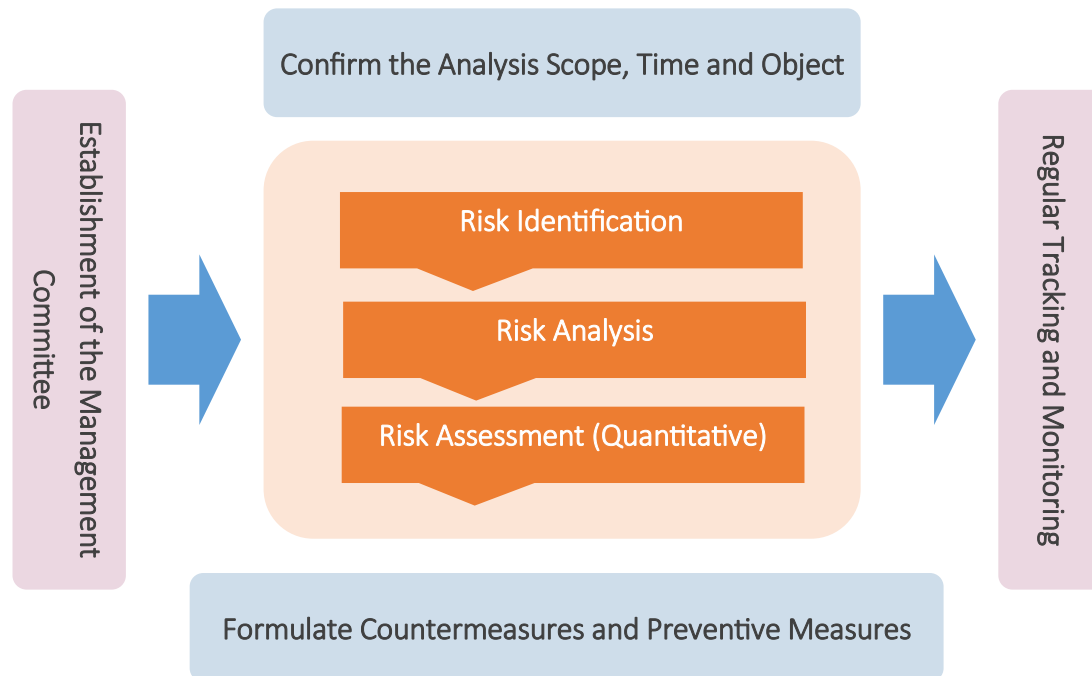 Confirm the Analysis Scope, Time and Object
Establishment of the Management
Committee
Risk Identification
Risk Analysis
Risk Assessment (Quantitative)
Regular Tracking and Monitoring
Formulate Countermeasures and Preventive Measures